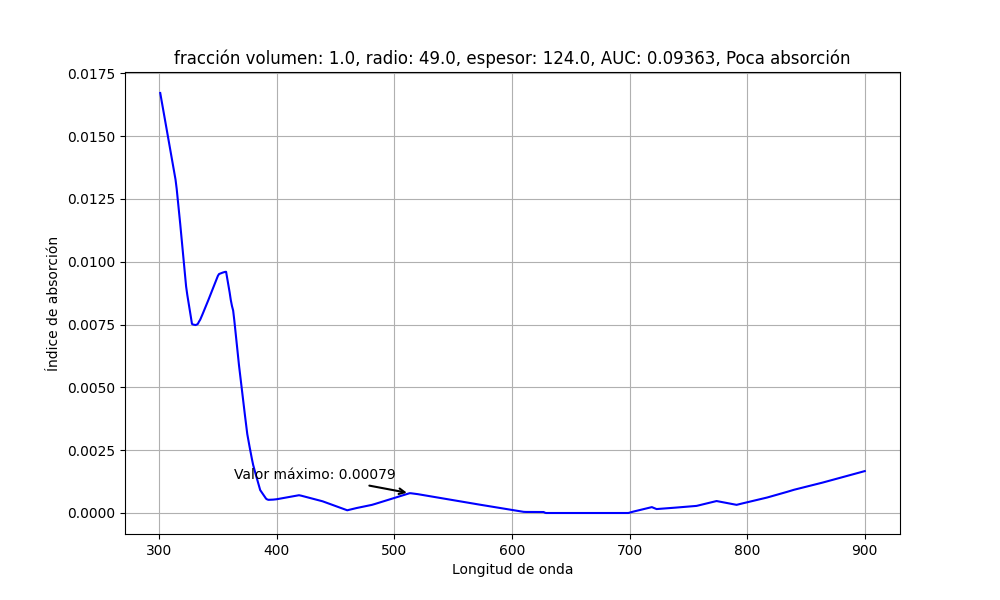 fracción volumen: 1.0, radio: 49.0, espesor: 124.0, AUC: 0.09363, Poca absorción
0.0175
0.0150
0.0125
0.0100
0.0075
0.0050
0.0025
0.0000
Índice de absorción
Valor máximo: 0.00079
300 400 500 600 700 800 900
Longitud de onda